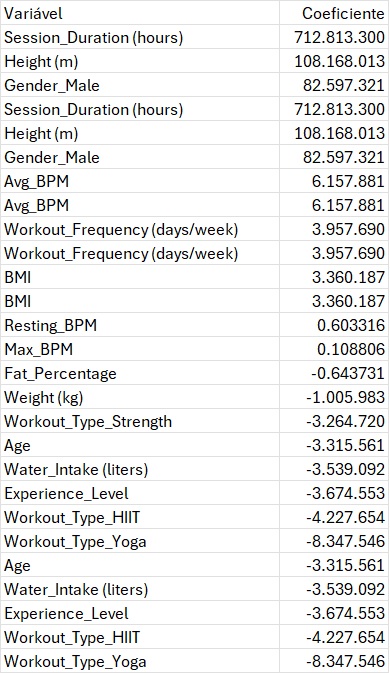 Variável Coeficiente
Session_Duration (hours) 712.813.300
Height (m) 108.168.013
Gender_Male 82.597.321
Session_Duration (hours) 712.813.300
Height (m) 108.168.013
Gender_Male 82.597.321
Avg_BPM 6.157.881
Avg_BPM 6.157.881
Workout_Frequency (days/week) 3.957.690
Workout_Frequency (days/week) 3.957.690
BMI 3.360.187
BMI 3.360.187
Resting_BPM 0.603316
Max_BPM 0.108806
Fat_Percentage -0.643731
Weight (kg) -1.005.983
Workout_Type_Strength -3.264.720
Age -3.315.561
Water_Intake (liters) -3.539.092
Experience_Level -3.674.553
Workout_Type_HIIT -4.227.654
Workout_Type_Yoga -8.347.546
Age -3.315.561
Water_Intake (liters) -3.539.092
Experience_Level -3.674.553
Workout_Type_HIIT -4.227.654
Workout_Type_Yoga -8.347.546